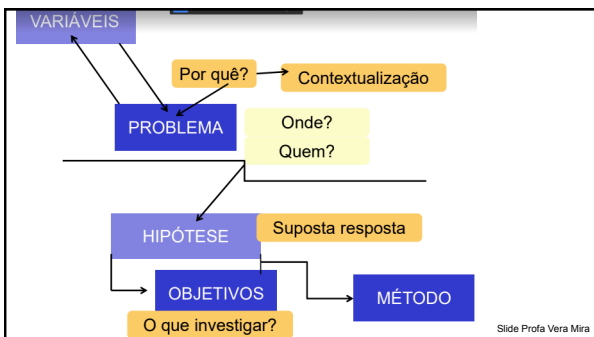 VARIÁVEIS
Por quê?
Contextualização
PROBLEMA
Onde?
Quem?
HIPÓTESE
Suposta resposta
OBJETIVOS
MÉTODO
O que investigar?
Slide Profa Vera Mira